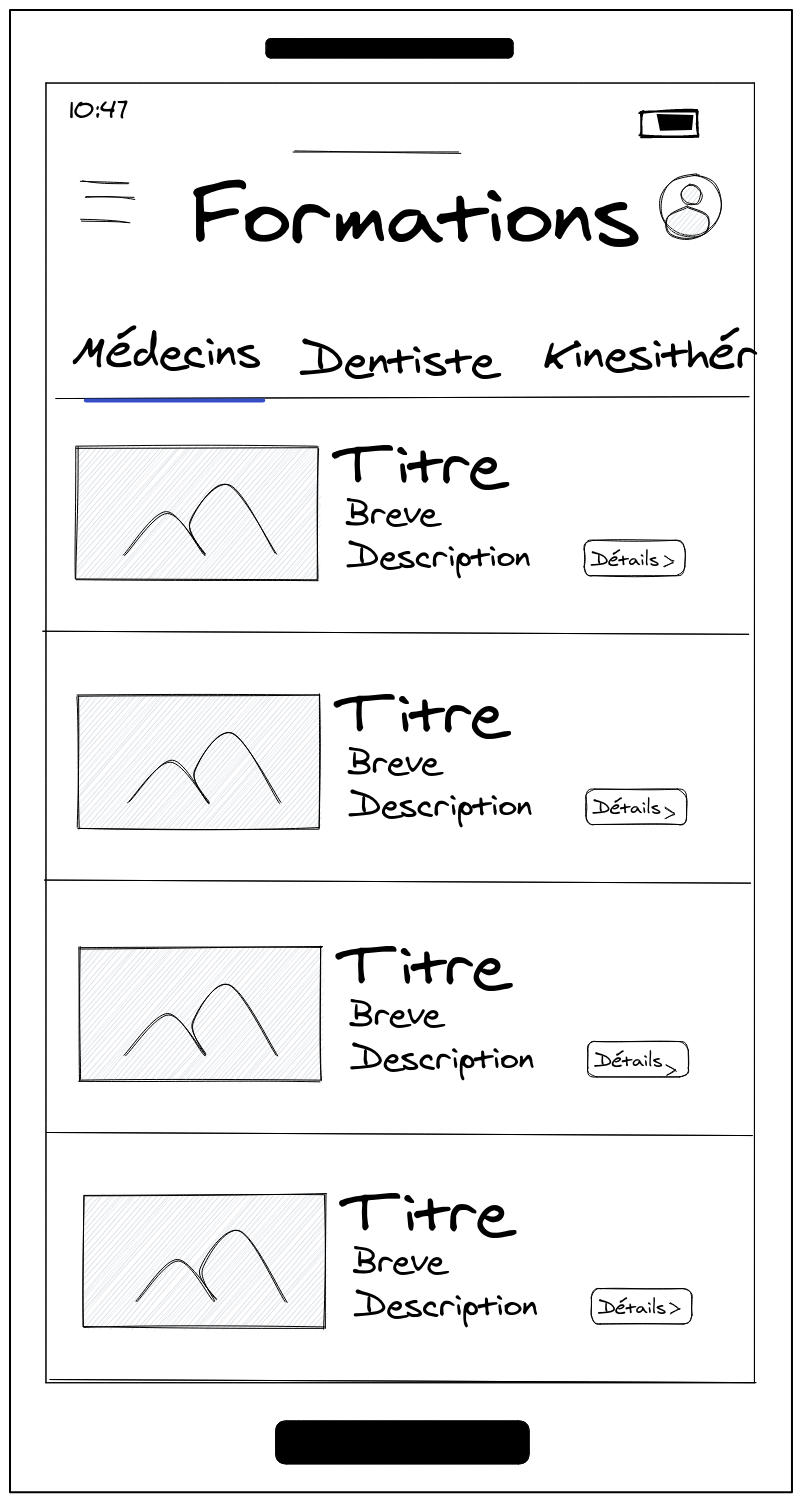 10:47
Formations
Médecins Dentiste Kinesithér
Titre
Breve
Description
Détails >
Titre
Breve
Description
Détails >
Titre
Breve
Description
Détails >
Titre
Breve
Description
Détails >